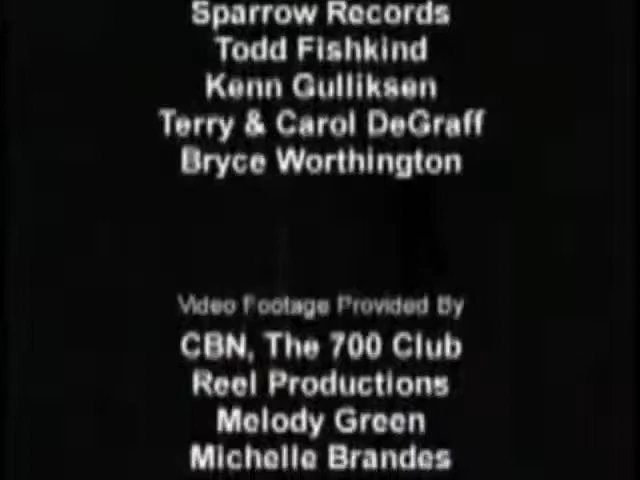 Sparrow Records
Todd Fishkind
Kenn Gulliksen
Terry & Carol DeGraff
Bryce Worthington
Video Footage Provided By
CBN, The 700 Club
Reel Productions
Melody Green
Michelle Brandes